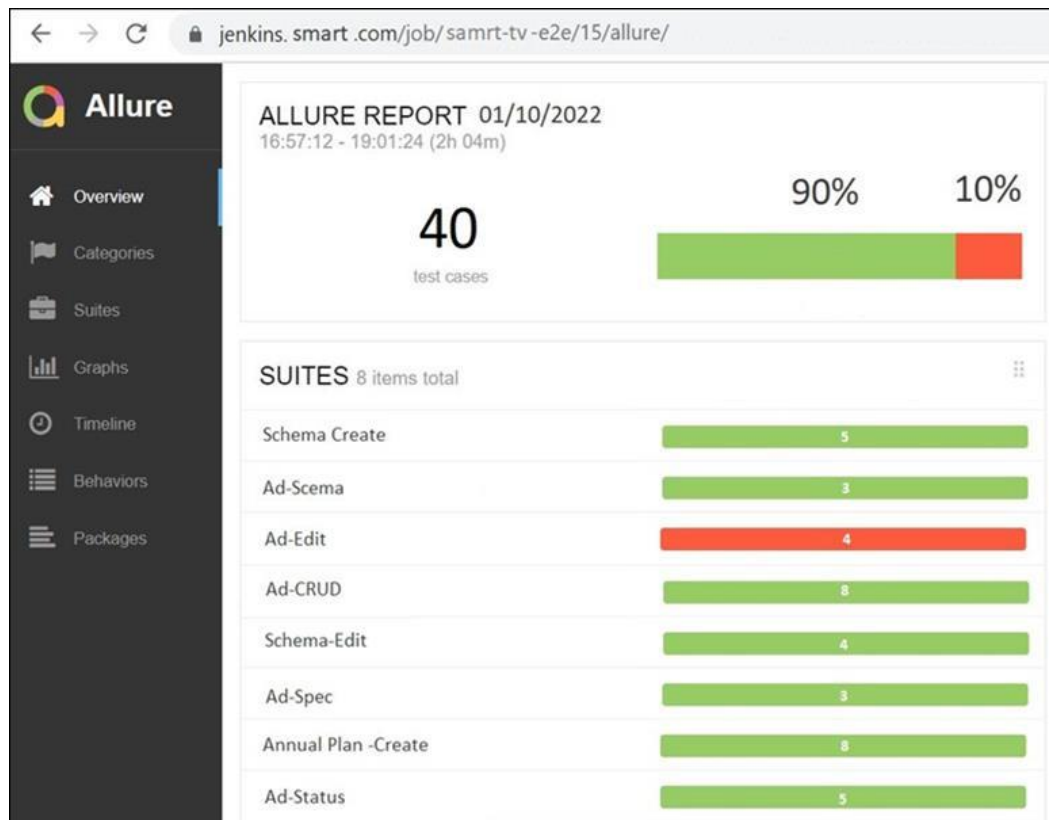 jenkins. smart .com/job/samrt-tv-e2e/15/allure/
Allure
Overview
Categories
Suites
Graphs
Timeline
Behaviors
Packages
ALLURE REPORT 01/10/2022
16:57:12 - 19:01:24 (2h 04m)
40
test cases
90% 10%
SUITES 8 items total
Schema Create 5
Ad-Scema 3
Ad-Edit 4
Ad-CRUD 8
Schema-Edit 4
Ad-Spec 3
Annual Plan -Create 8
Ad-Status 5